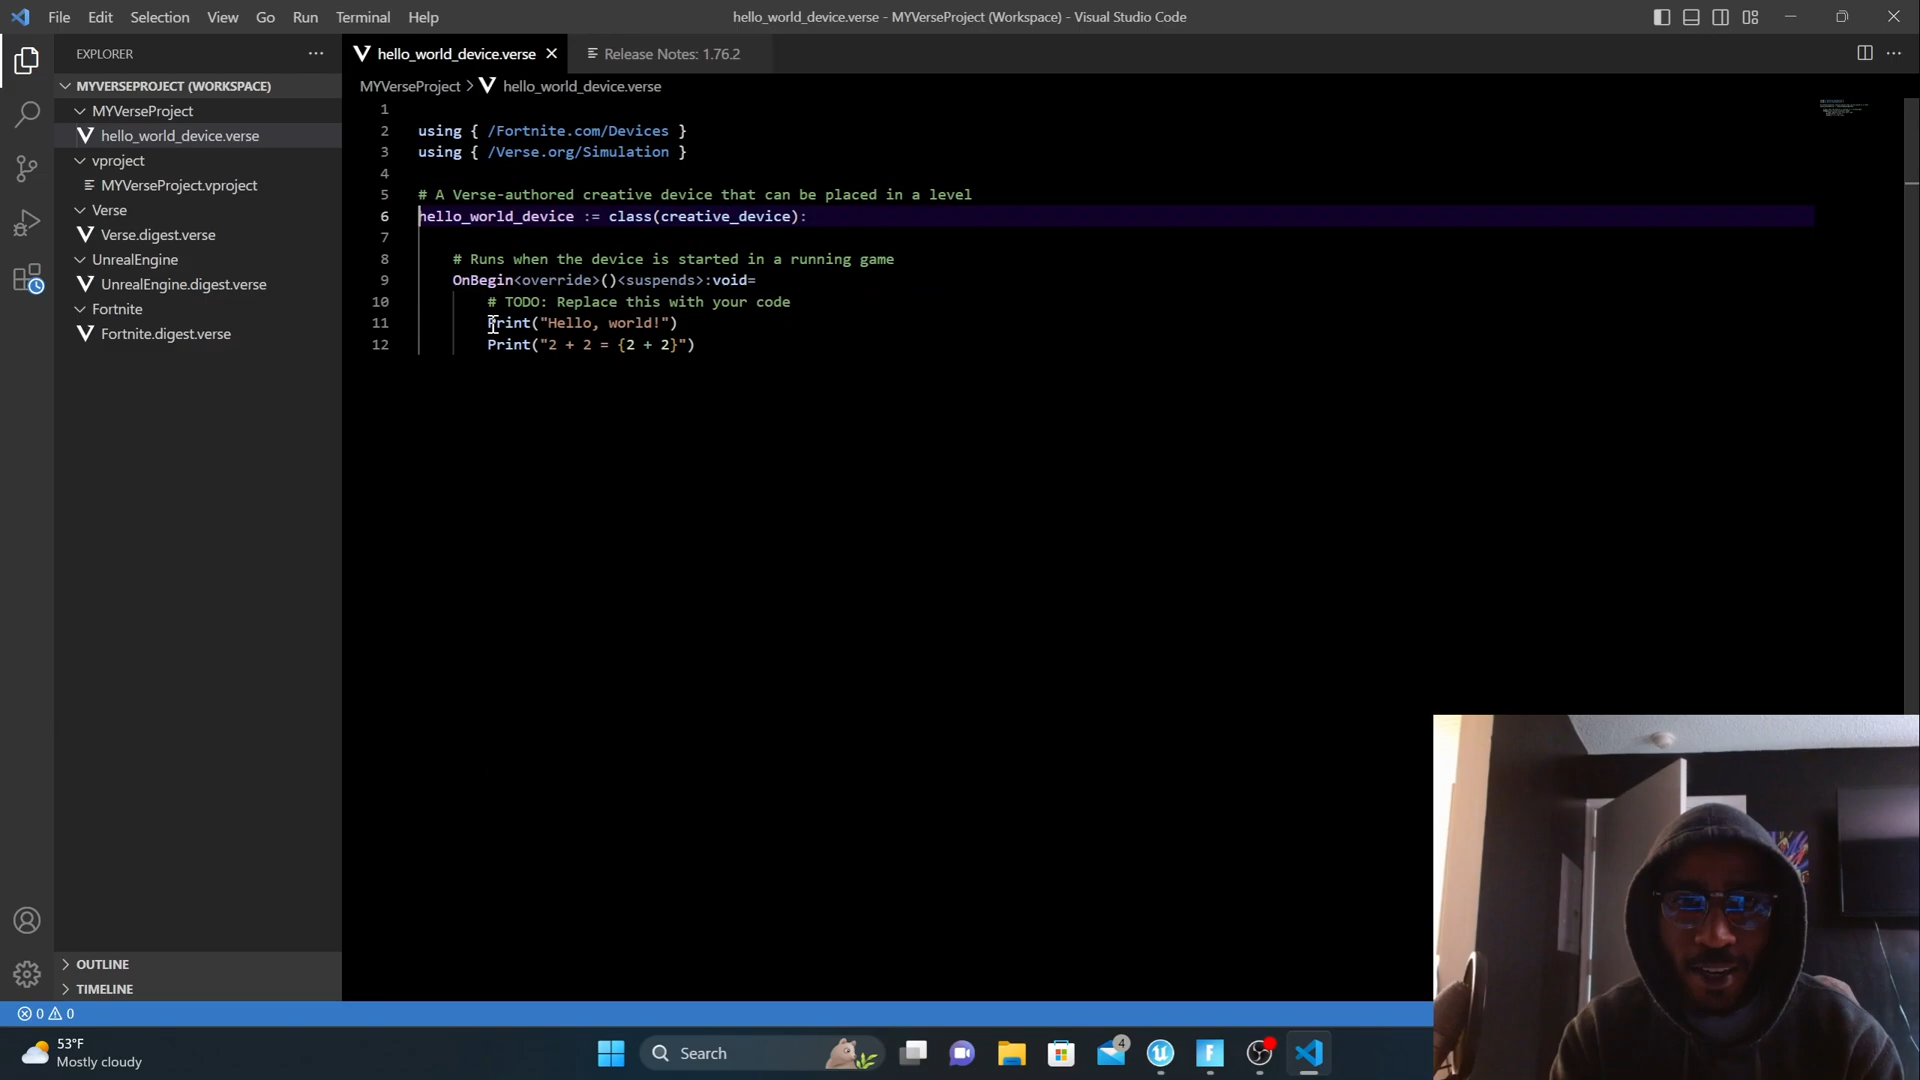 File Edit Selection View Go Run Terminal Help
hello_world_device.verse - MYVerseProject (Workspace) - Visual Studio Code
EXPLORER
MYVERSEPROJECT (WORKSPACE)
MYVerseProject
hello_world_device.verse
vproject
MYVerseProject.vproject
Verse
Verse.digest.verse
UnrealEngine
UnrealEngine.digest.verse
Fortnite
Fortnite.digest.verse
OUTLINE
TIMELINE
hello_world_device.verse
Release Notes: 1.76.2
MYVerseProject > hello_world_device.verse
1
2 using { /Fortnite.com/Devices }
3 using { /Verse.org/Simulation }
4
5 # A Verse-authored creative device that can be placed in a level
6 hello_world_device := class(creative_device):
7
8 # Runs when the device is started in a running game
9 OnBegin<override>()<suspends>:void=
10 # TODO: Replace this with your code
11 Print("Hello, world!")
12 Print("2 + 2 = {2 + 2}")
0 0
53°F
Mostly cloudy
Search
4